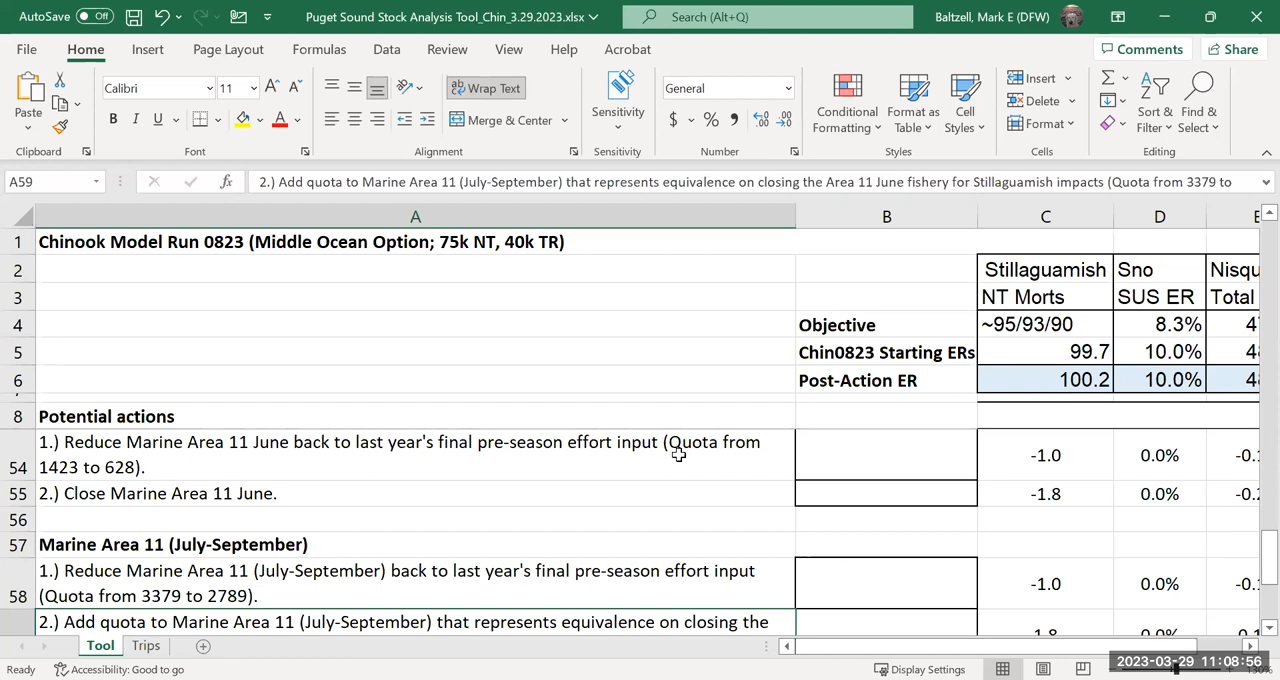 AutoSave Off Puget Sound Stock Analysis Tool_Chin_3.29.2023.xlsx Search (Alt+Q) Baltzell, Mark E (DFW)
File Home Insert Page Layout Formulas Data Review View Help Acrobat Comments Share
Paste Calibri 11 Wrap Text General Sensitivity Conditional Formatting Format as Table Cell Styles Insert Sort & Filter Find & Select
B I U Merge & Center $ % Delete
Format
Clipboard Font Alignment Sensitivity Number Styles Cells Editing
A59 fx 2.) Add quota to Marine Area 11 (July-September) that represents equivalence on closing the Area 11 June fishery for Stillaguamish impacts (Quota from 3379 to
A B C D E
1 Chinook Model Run 0823 (Middle Ocean Option; 75k NT, 40k TR)
2 Stillaguamish Sno Nisqu
3 NT Morts SUS ER Total
4 Objective ~95/93/90 8.3% 47
5 Chin0823 Starting ERs 99.7 10.0% 48
6 Post-Action ER 100.2 10.0% 48
8 Potential actions
1.) Reduce Marine Area 11 June back to last year's final pre-season effort input (Quota from
54 1423 to 628). -1.0 0.0% -0.1
55 2.) Close Marine Area 11 June. -1.8 0.0% -0.2
56
57 Marine Area 11 (July-September)
1.) Reduce Marine Area 11 (July-September) back to last year's final pre-season effort input
58 (Quota from 3379 to 2789). -1.0 0.0% -0.1
2.) Add quota to Marine Area 11 (July-September) that represents equivalence on closing the
Tool Trips
Ready Accessibility: Good to go Display Settings 2023-03-29 11:08:56